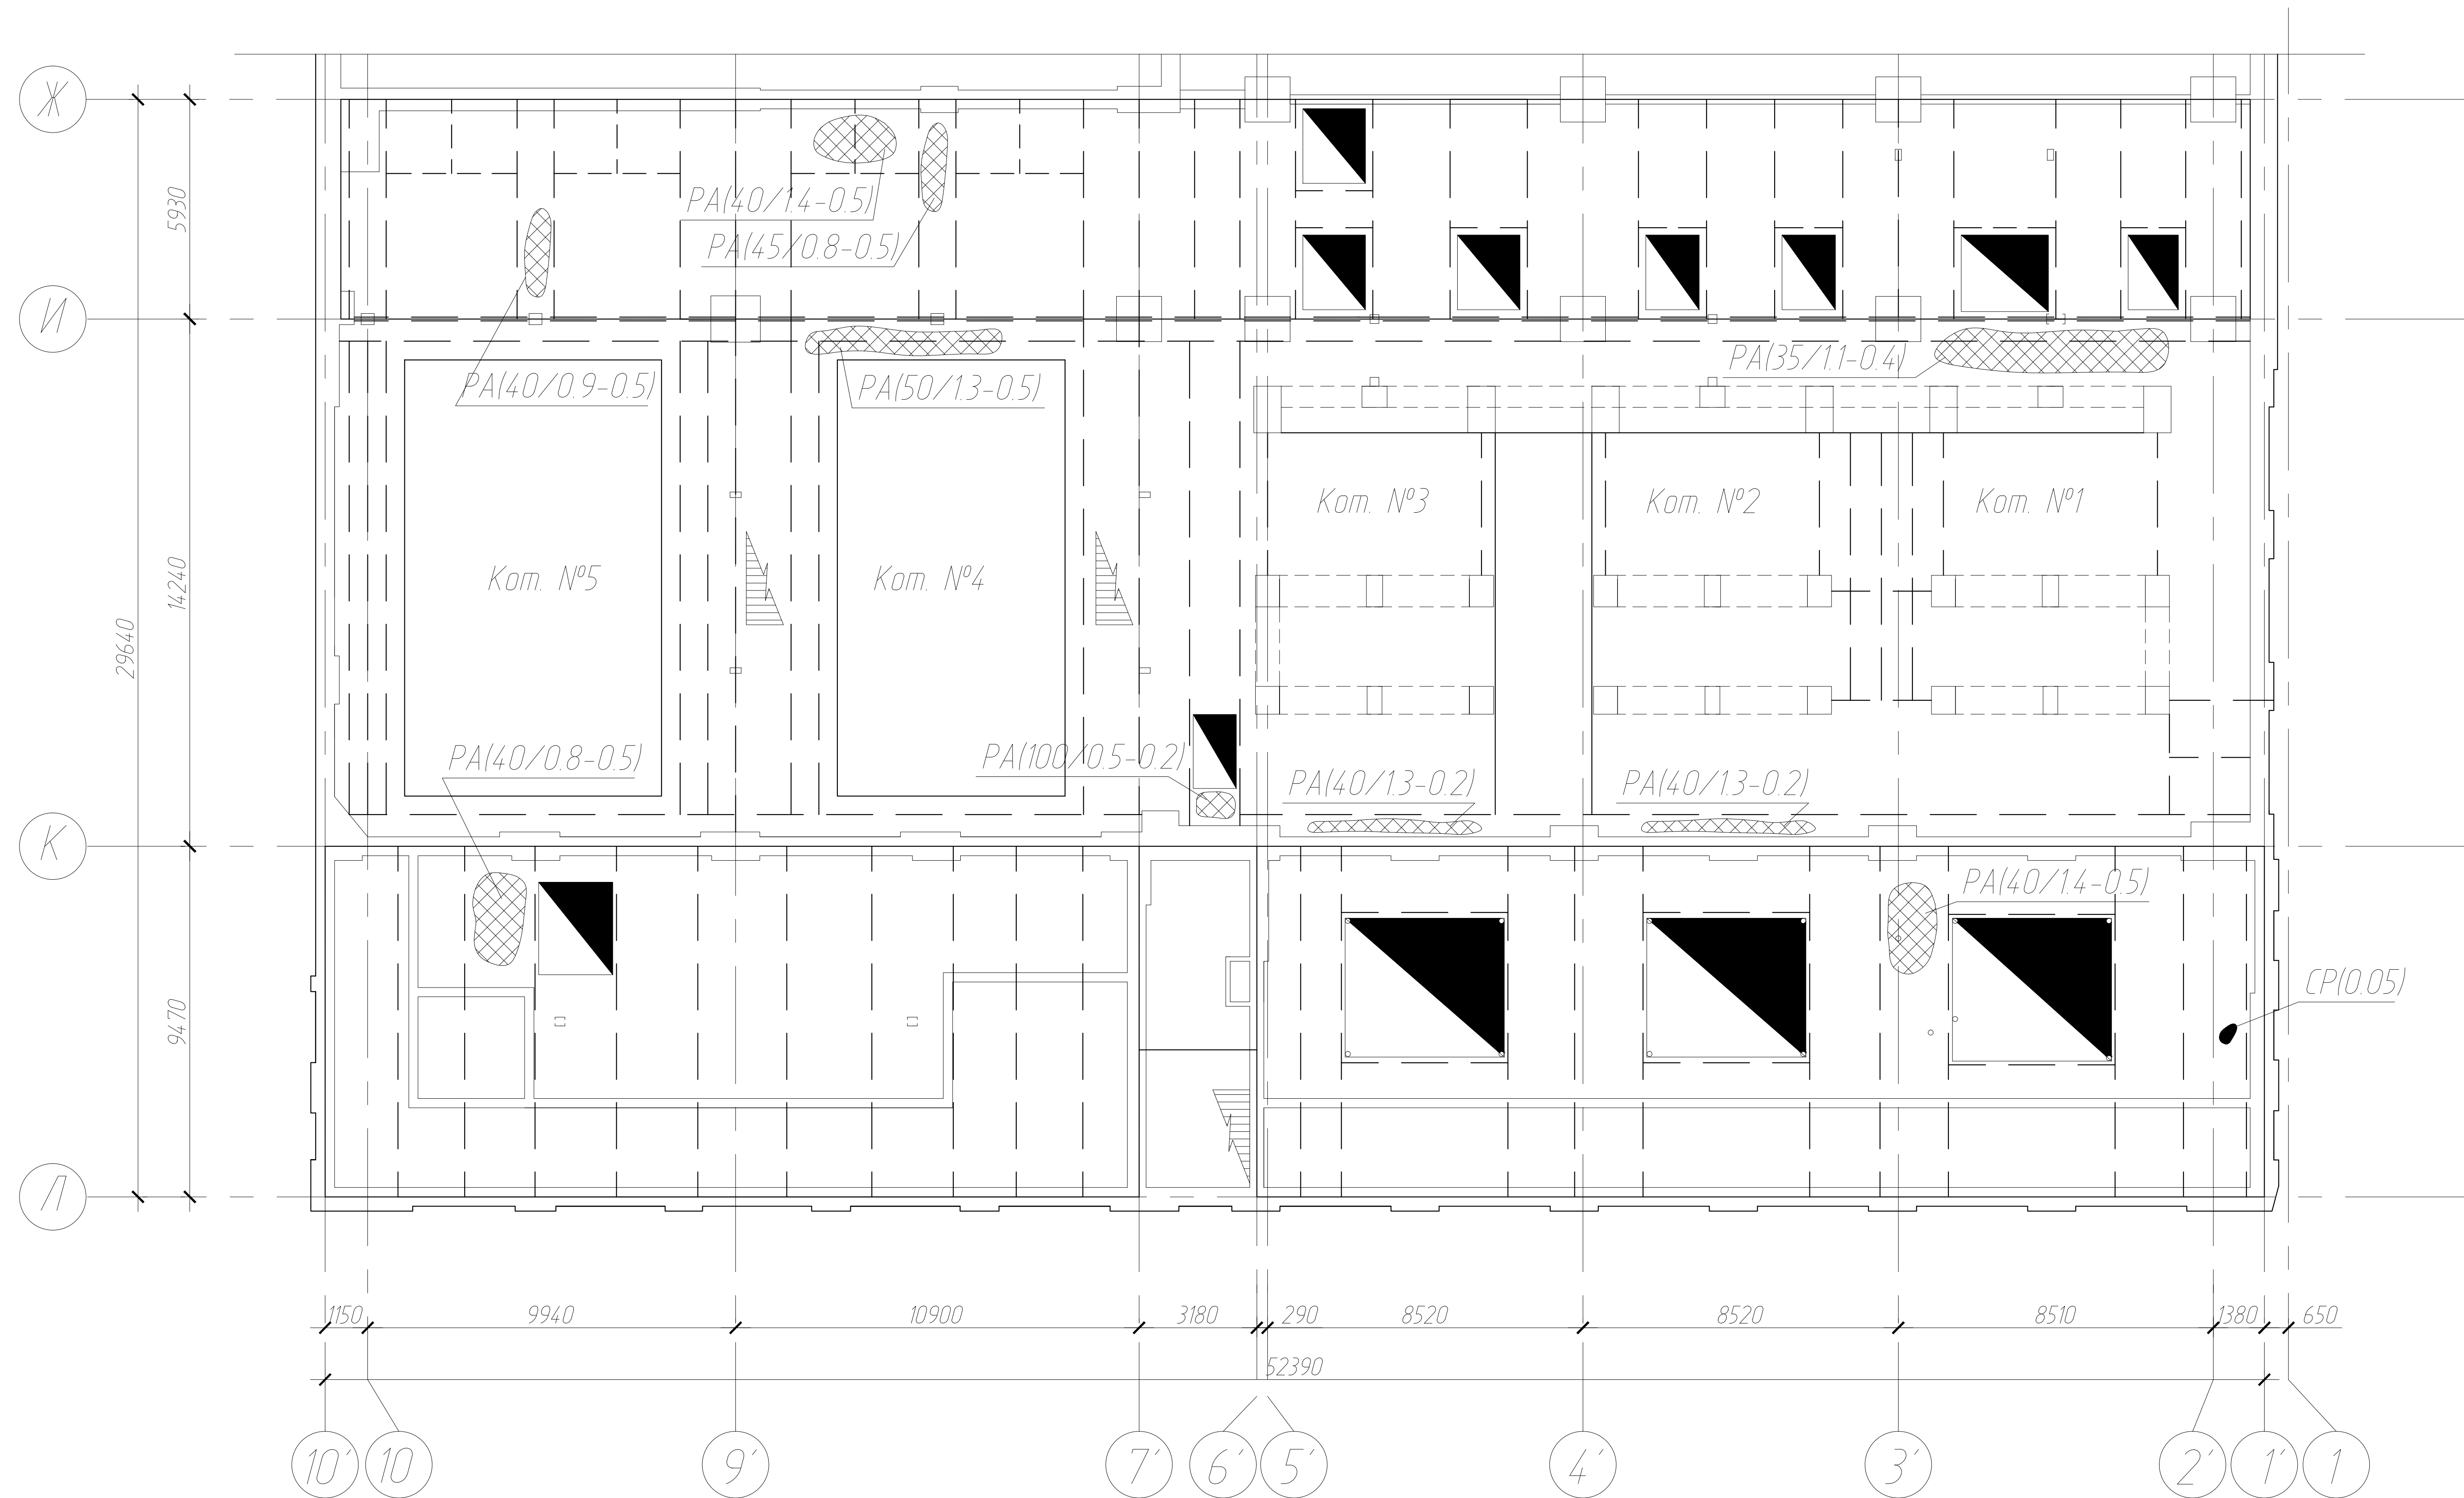 Ж
5930
РА(40/1.4-0.5)
РА(45/0.8-0.5)
И
РА(35/1.1-0.4)
РА(40/0.9-0.5)
РА(50/1.3-0.5)
Кот. №3
Кот. №2
Кот. №1
14240
Кот. №5
Кот. №4
29640
РА(40/0.8-0.5)
РА(100/0.5-0.2)
РА(40/1.3-0.2)
РА(40/1.3-0.2)
К
РА(40/1.4-0.5)
СР(0.05)
9470
Л
1150
9940
10900
3180
290
8520
8520
8510
1380
650
52390
10'
10
9'
7'
6'
5'
4'
3'
2'
1'
1